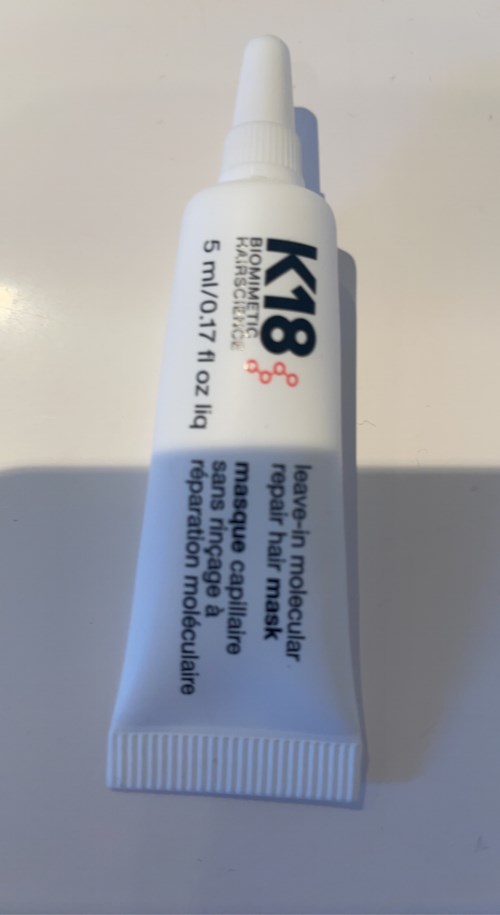 K18
BIOMIMETIC
HAIRSCIENCE
5 ml/0.17 fl oz liq
leave-in molecular
repair hair mask
masque capillaire
sans rinçage à
réparation moléculaire